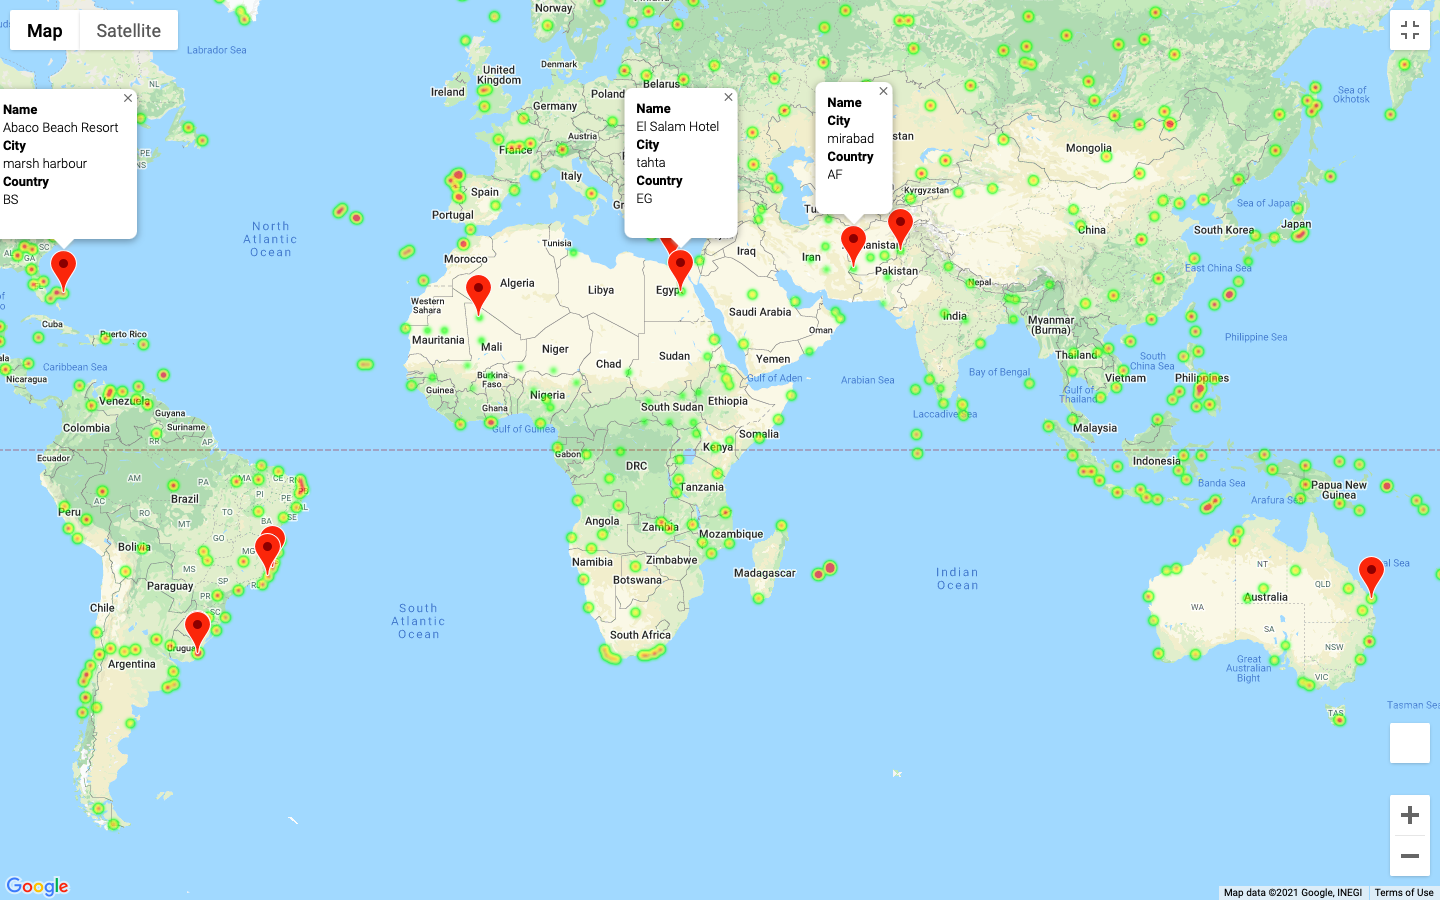 Map
Satellite
Labrador Sea
NL
PE
NS
Name
Abaco Beach Resort
City
marsh harbour
Country
BS
Name
El Salam Hotel
City
tahta
Country
EG
Name
City
mirabad
Country
AF
Norway
Denmark
United
Kingdom
Ireland
Belarus
Poland
Germany
Austria
France
Italy
Spain
Portugal
Mongolia
Kyrgyzstan
Sea of
Okhotsk
Sea of Japan
Japan
South Korea
China
East China Sea
North
Atlantic
Ocean
SC
AL
GA
Tunisia
Morocco
Algeria
Libya
Egypt
Western
Sahara
Mauritania
Mali
Niger
Chad
Sudan
Iraq
Iran
Pakistan
Nepal
Saudi Arabia
Oman
Yemen
Gulf of Aden
Arabian Sea
India
Bay of Bengal
Myanmar
(Burma)
Thailand
Gulf of
Thailand
Vietnam
South
China Sea
Philippine Sea
Philippines
Laccadive Sea
Malaysia
Indonesia
Banda Sea
Arafura Sea
Papua New
Guinea
Cuba
Puerto Rico
Caribbean Sea
Nicaragua
Venezuela
Guyana
Suriname
Colombia
Ecuador
RR
AP
AM
PA
MA
CE
PI
PE
AL
SE
BA
TO
AC
RO
MT
GO
MG
MS
SP
PR
SC
Brazil
Peru
Bolivia
Paraguay
Chile
Argentina
Guinea
Burkina
Faso
Ghana
Nigeria
Gulf of Guinea
South Sudan
Ethiopia
Somalia
Kenya
Gabon
DRC
Tanzania
Angola
Zambia
Mozambique
Namibia
Zimbabwe
Botswana
Madagascar
South Africa
South
Atlantic
Ocean
Indian
Ocean
NT
QLD
WA
Australia
SA
NSW
VIC
TAS
Great
Australian
Bight
Google
Map data ©2021 Google, INEGI
Terms of Use